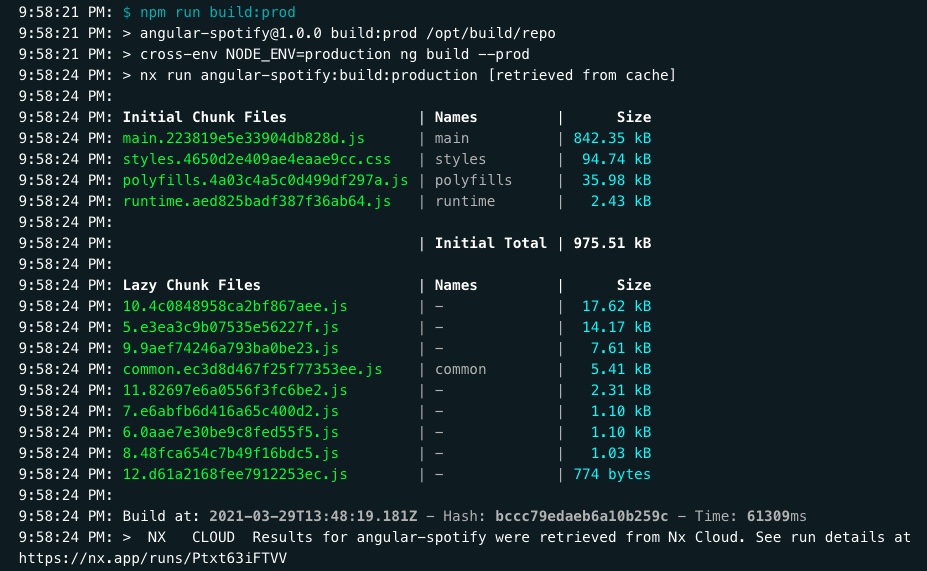 9:58:21 PM: $ npm run build:prod
9:58:21 PM: > angular-spotify@1.0.0 build:prod /opt/build/repo
9:58:21 PM: > cross-env NODE_ENV=production ng build --prod
9:58:24 PM: > nx run angular-spotify:build:production [retrieved from cache]
9:58:24 PM:
9:58:24 PM: Initial Chunk Files | Names | Size
9:58:24 PM: main.223819e5e33904db828d.js | main | 842.35 kB
9:58:24 PM: styles.4650d2e409ae4eaae9cc.css | styles | 94.74 kB
9:58:24 PM: polyfills.4a03c4a5c0d499df297a.js | polyfills | 35.98 kB
9:58:24 PM: runtime.aed825badf387f36ab64.js | runtime | 2.43 kB
9:58:24 PM:
9:58:24 PM: | Initial Total | 975.51 kB
9:58:24 PM:
9:58:24 PM: Lazy Chunk Files | Names | Size
9:58:24 PM: 10.4c0848958ca2bf867aee.js | - | 17.62 kB
9:58:24 PM: 5.e3ea3c9b07535e56227f.js | - | 14.17 kB
9:58:24 PM: 9.9aef74246a793ba0be23.js | - | 7.61 kB
9:58:24 PM: common.ec3d8d467f25f77353ee.js | common | 5.41 kB
9:58:24 PM: 11.82697e6a0556f3fc6be2.js | - | 2.31 kB
9:58:24 PM: 7.e6abfb6d416a65c400d2.js | - | 1.10 kB
9:58:24 PM: 6.0aae7e30be9c8fed55f5.js | - | 1.10 kB
9:58:24 PM: 8.48fca654c7b49f16bdc5.js | - | 1.03 kB
9:58:24 PM: 12.d61a2168fee7912253ec.js | - | 774 bytes
9:58:24 PM:
9:58:24 PM: Build at: 2021-03-29T13:48:19.181Z - Hash: bccc79edaeb6a10b259c - Time: 61309ms
9:58:24 PM: > NX CLOUD Results for angular-spotify were retrieved from Nx Cloud. See run details at
https://nx.app/runs/Ptxt63iFTVV